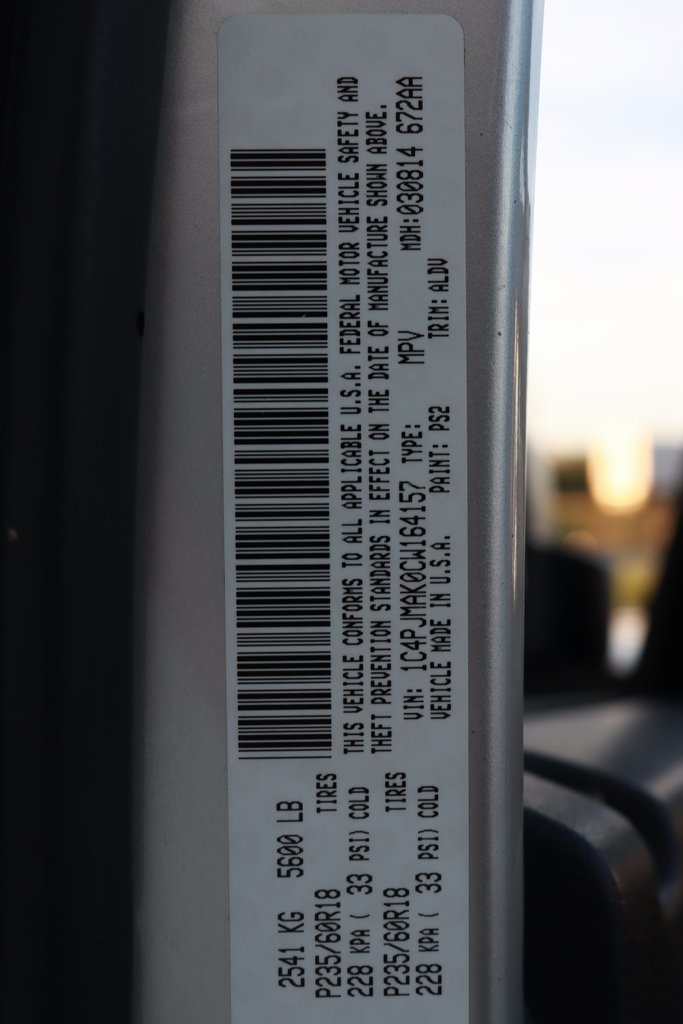 2541 KG 5600 LB
P235/60R18 TIRES
228 KPA ( 33 PSI) COLD
P235/60R18 TIRES
228 KPA ( 33 PSI) COLD
THIS VEHICLE CONFORMS TO ALL APPLICABLE U.S.A. FEDERAL MOTOR VEHICLE SAFETY AND
THEFT PREVENTION STANDARDS IN EFFECT ON THE DATE OF MANUFACTURE SHOWN ABOVE.
VIN: 1C4PJMAK0CW164157 TYPE: MPV MDH:030814 672AA
VEHICLE MADE IN U.S.A. PAINT: PS2 TRIM: ALDV